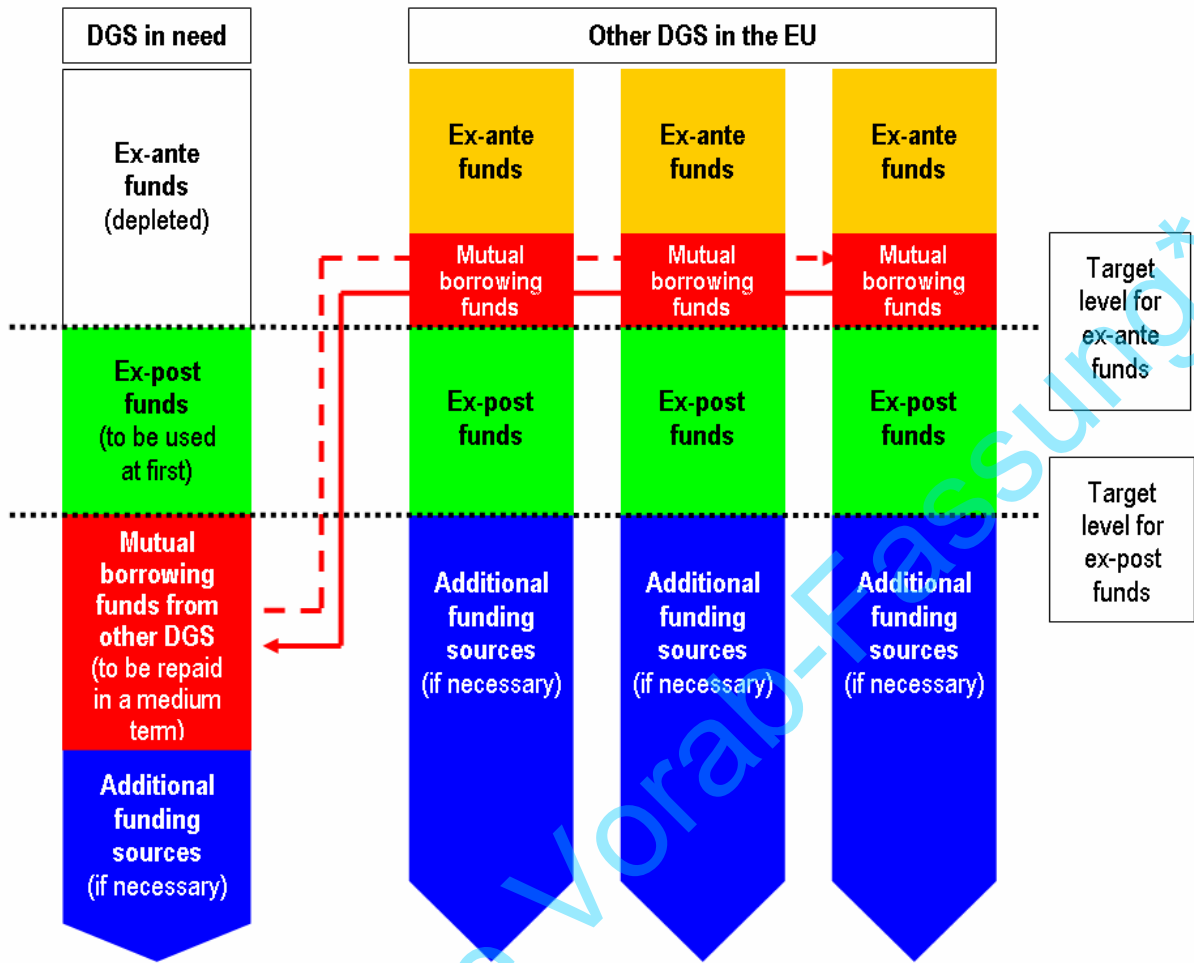 DGS in need
Other DGS in the EU
Ex-ante
funds
(depleted)
Ex-post
funds
(to be used
at first)
Mutual
borrowing
funds from
other DGS
(to be repaid
in a medium
term)
Additional
funding
sources
(if necessary)
Ex-ante
funds
Mutual
borrowing
funds
Ex-post
funds
Additional
funding
sources
(if necessary)
Ex-ante
funds
Mutual
borrowing
funds
Ex-post
funds
Additional
funding
sources
(if necessary)
Ex-ante
funds
Mutual
borrowing
funds
Ex-post
funds
Additional
funding
sources
(if necessary)
Target
level for
ex-ante
funds
Target
level for
ex-post
funds
Vorab-Fassung*